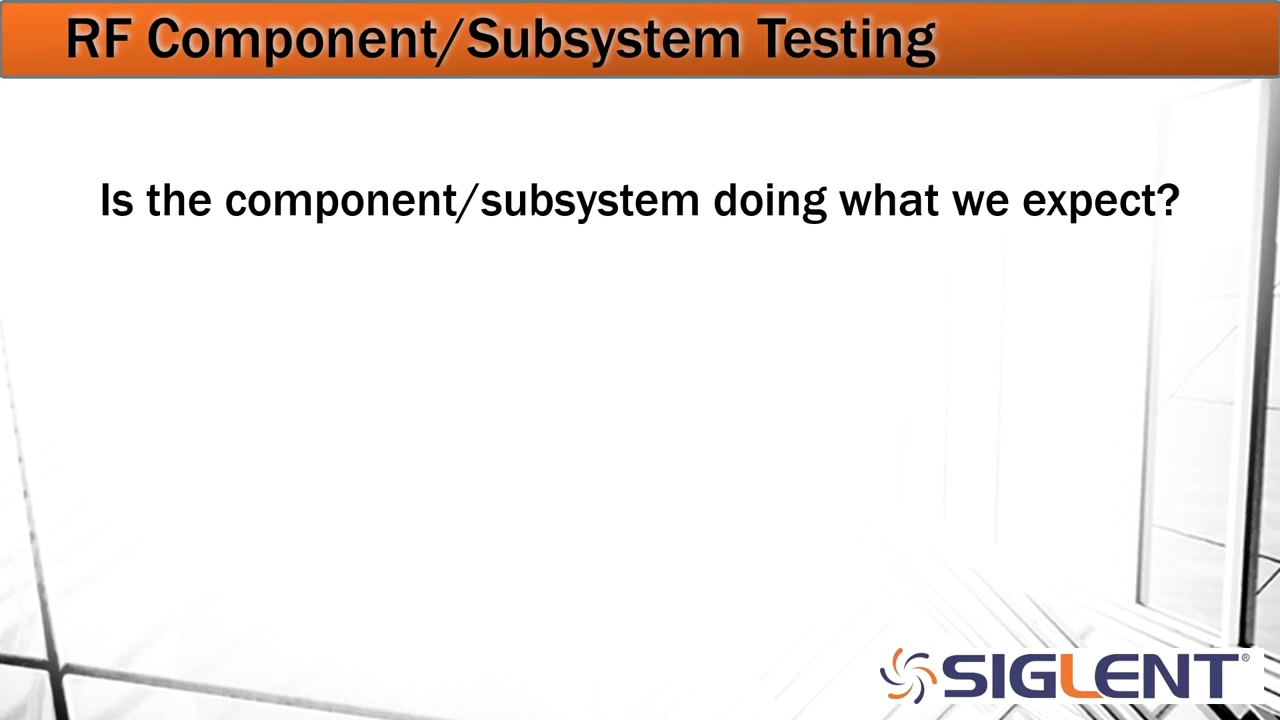 RF Component/Subsystem Testing
Is the component/subsystem doing what we expect?
SIGLENT®